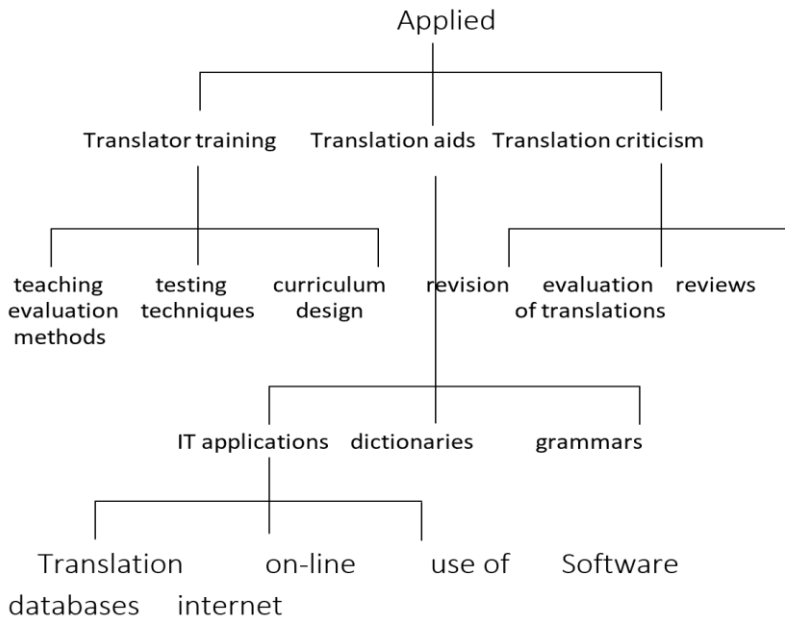 Applied
Translator training Translation aids Translation criticism
teaching evaluation methods
testing techniques
curriculum design
revision
evaluation of translations
reviews
IT applications dictionaries grammars
Translation on-line use of Software
databases internet